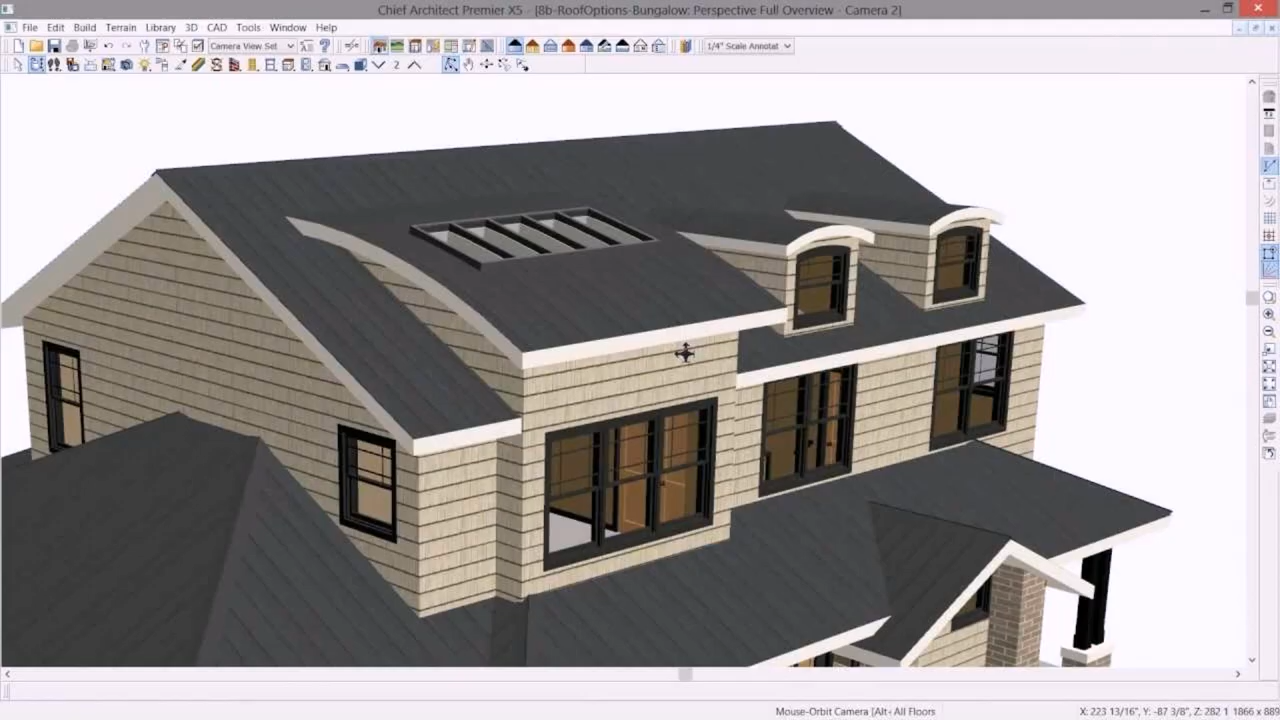 Chief Architect Premier X5 - [8b-RoofOptions-Bungalow: Perspective Full Overview - Camera 2]
File Edit Build Terrain Library 3D CAD Tools Window Help
Camera View Set 1/4" Scale Annotat
Mouse-Orbit Camera [Alt< All Floors X: 223 13/16", Y: -87 3/8", Z: 282 1 1866 x 889